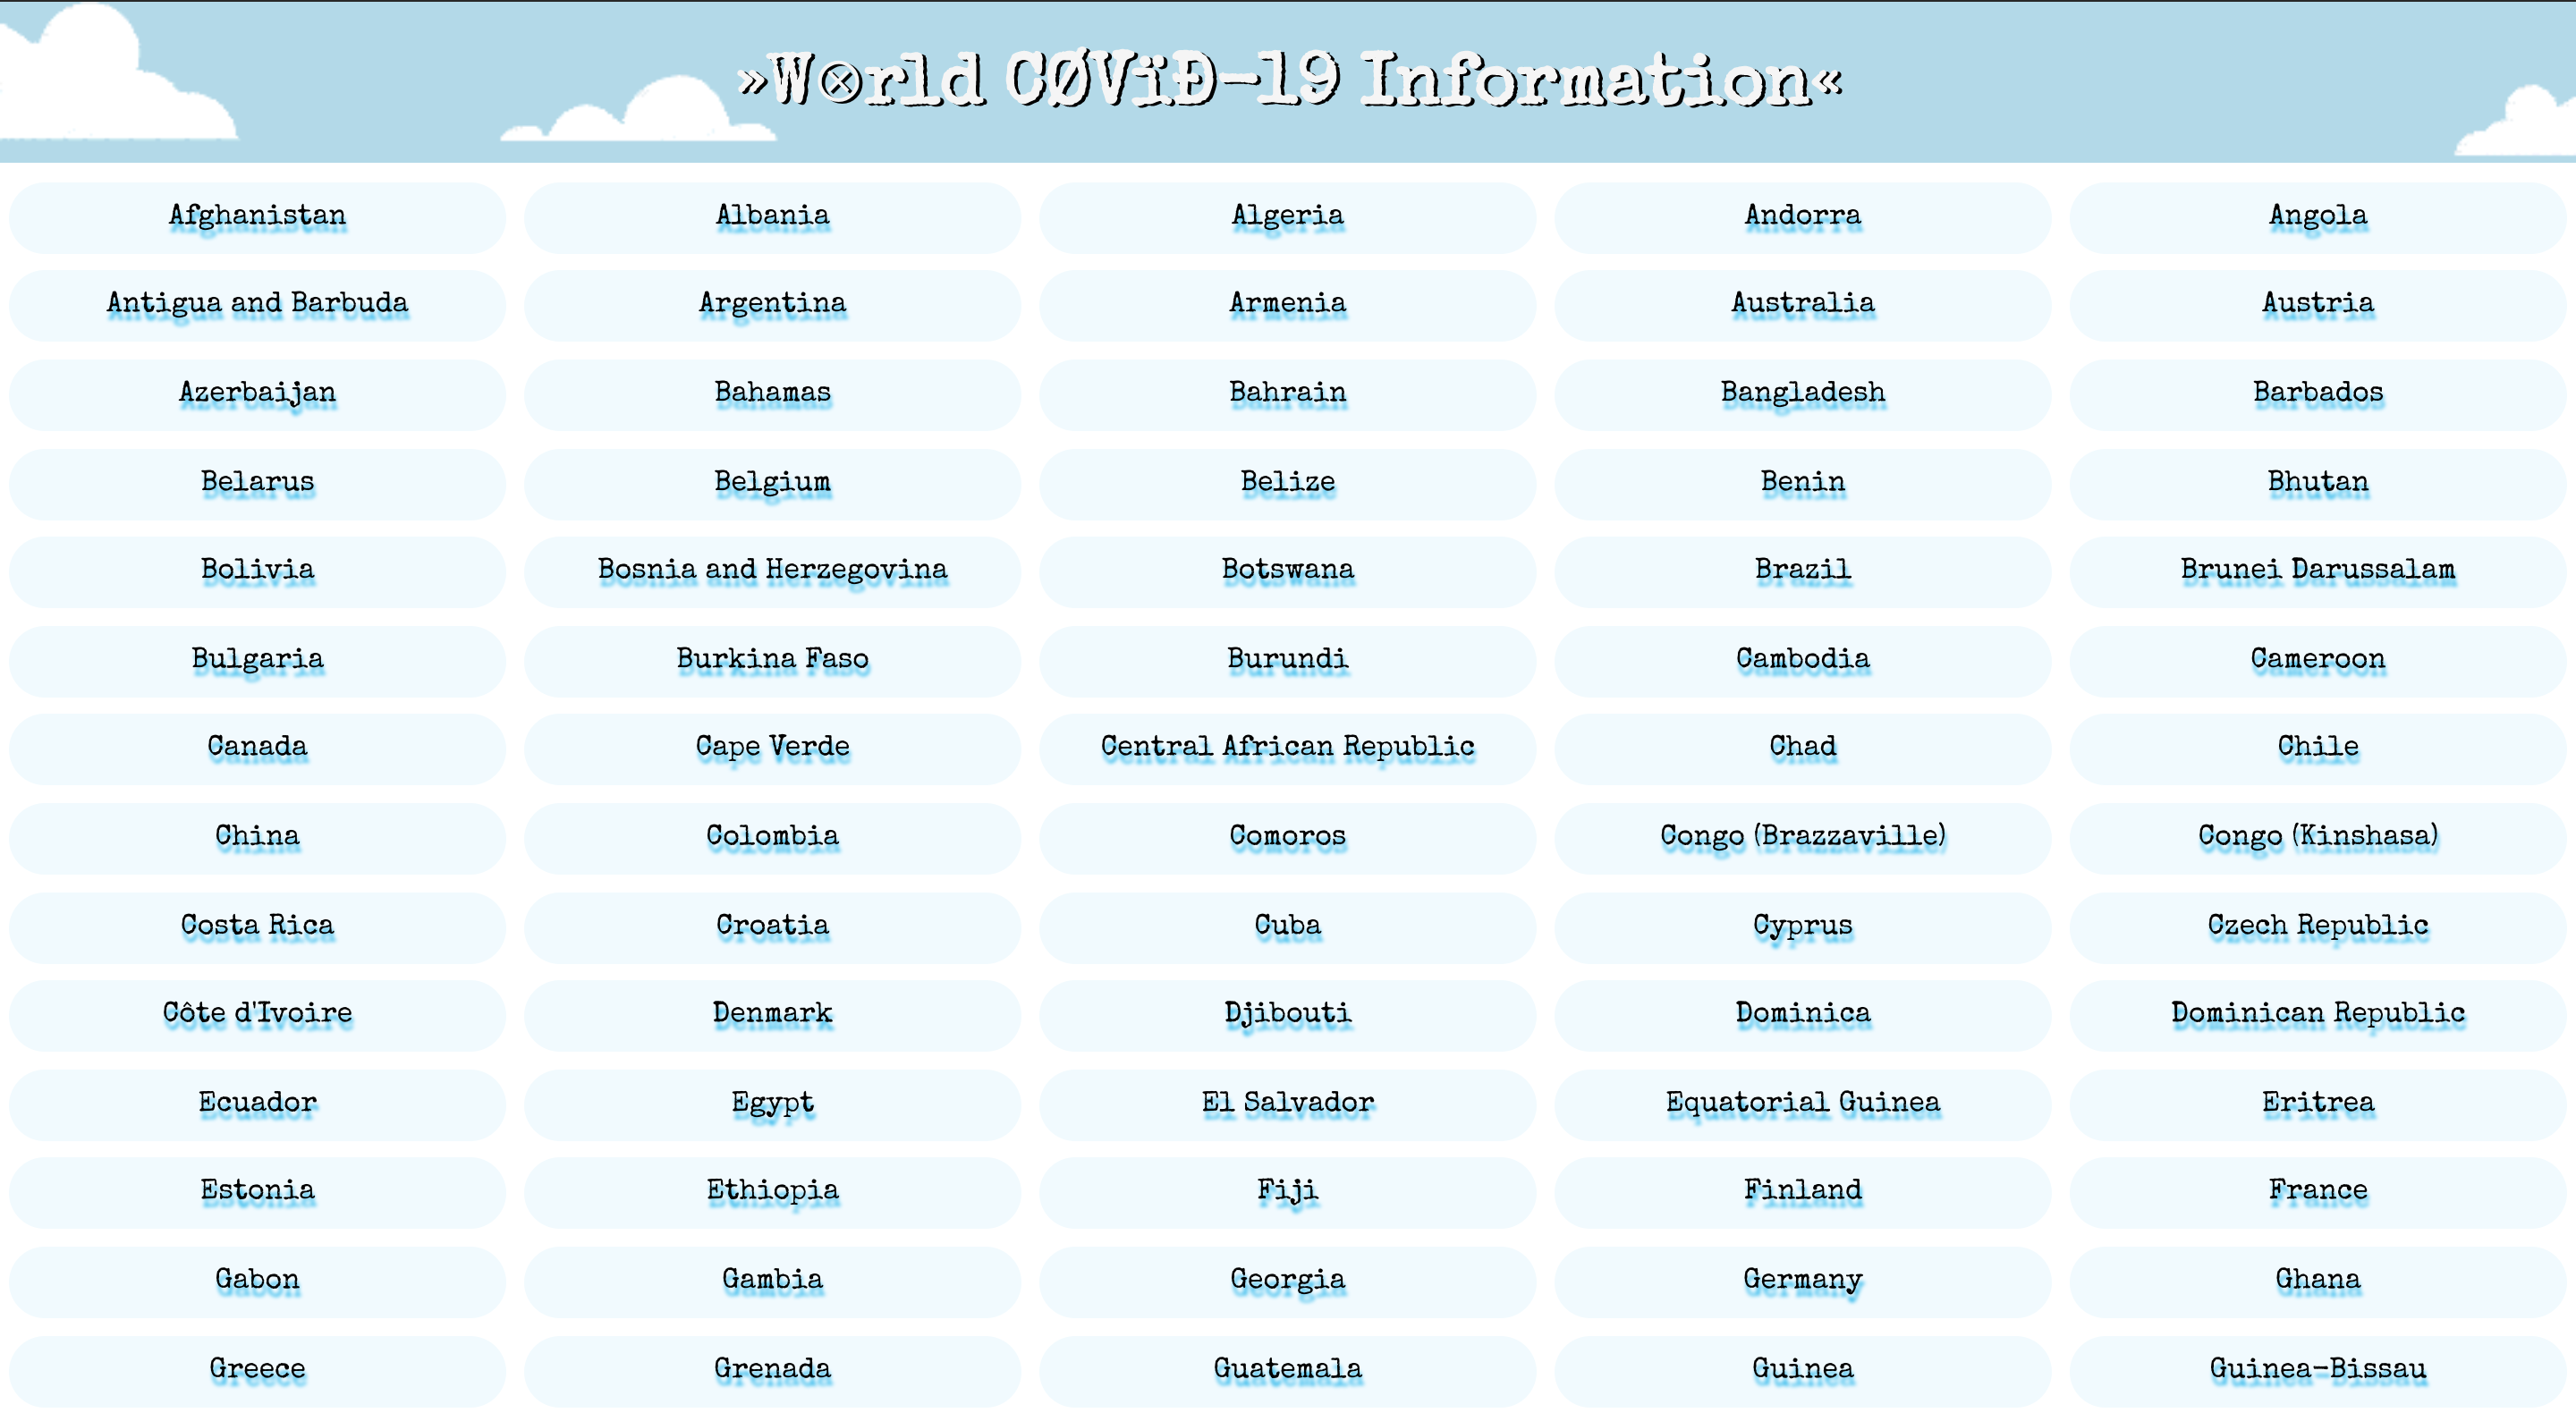 »W⊗rld CØVïÐ-19 Information«
Afghanistan Albania Algeria Andorra Angola
Antigua and Barbuda Argentina Armenia Australia Austria
Azerbaijan Bahamas Bahrain Bangladesh Barbados
Belarus Belgium Belize Benin Bhutan
Bolivia Bosnia and Herzegovina Botswana Brazil Brunei Darussalam
Bulgaria Burkina Faso Burundi Cambodia Cameroon
Canada Cape Verde Central African Republic Chad Chile
China Colombia Comoros Congo (Brazzaville) Congo (Kinshasa)
Costa Rica Croatia Cuba Cyprus Czech Republic
Côte d'Ivoire Denmark Djibouti Dominica Dominican Republic
Ecuador Egypt El Salvador Equatorial Guinea Eritrea
Estonia Ethiopia Fiji Finland France
Gabon Gambia Georgia Germany Ghana
Greece Grenada Guatemala Guinea Guinea-Bissau